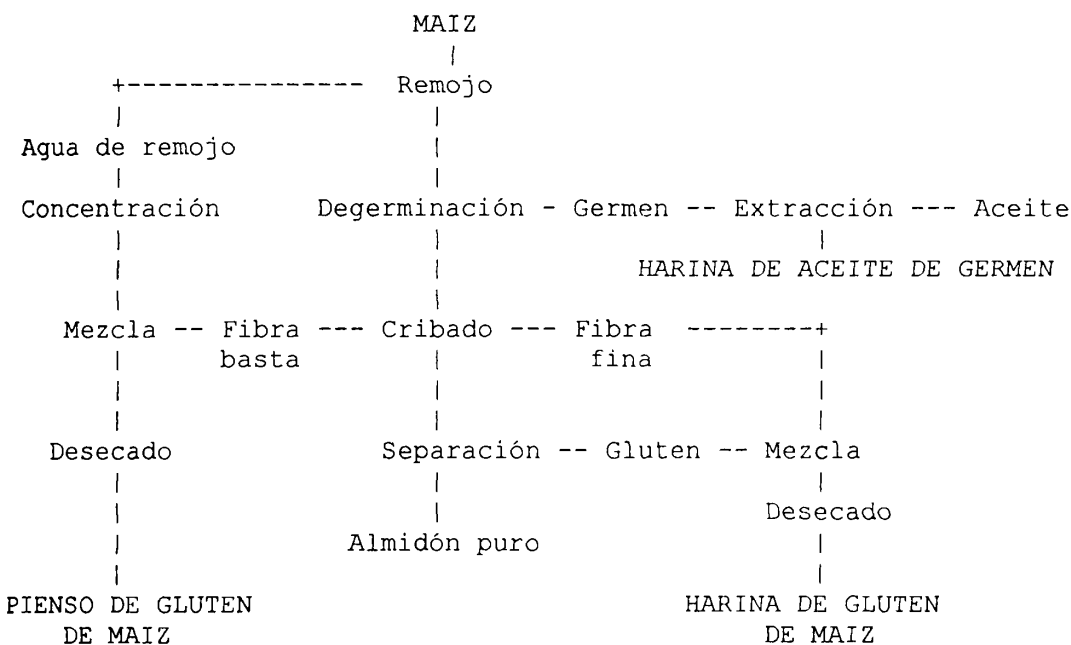 MAIZ
Remojo
Agua de remojo
Concentración Degerminación - Germen -- Extracción --- Aceite
HARINA DE ACEITE DE GERMEN
Mezcla -- Fibra --- Cribado --- Fibra --------+
basta fina
Desecado Separación -- Gluten -- Mezcla
Desecado
Almidón puro
PIENSO DE GLUTEN HARINA DE GLUTEN
DE MAIZ DE MAIZ